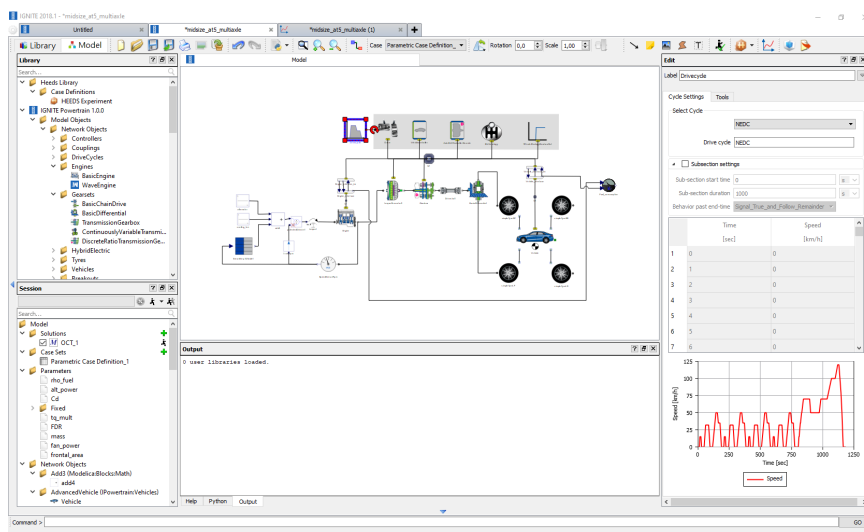 IGNITE 2018.1 - *midsize_at5_multiaxle
Untitled
*midsize_at5_multiaxle
*midsize_at5_multiaxle (1)
Library
Model
Case
Parametric Case Definition_
Rotation
0,0
Scale
1,00
Library
Search...
Heeds Library
Case Definitions
HEEDS Experiment
IGNITE Powertrain 1.0.0
Model Objects
Network Objects
Controllers
Couplings
DriveCycles
Engines
BasicEngine
WaveEngine
Gearsets
BasicChainDrive
BasicDifferential
TransmissionGearbox
ContinuouslyVariableTransmi...
DiscreteRatioTransmissionGe...
HybridElectric
Tyres
Vehicles
Breakouts
Session
Search...
Model
Solutions
OCT_1
Case Sets
Parametric Case Definition_1
Parameters
rho_fuel
alt_power
Cd
Fixed
tq_mult
FDR
mass
fan_power
frontal_area
Network Objects
Add3 (Modelica:Blocks:Math)
add4
AdvancedVehicle (IPowertrain:Vehicles)
Vehicle
Model
Output
0 user libraries loaded.
Help
Python
Output
Edit
Label
Drivecycle
Cycle Settings
Tools
Select Cycle
NEDC
Drive cycle
NEDC
Subsection settings
Sub-section start time
0
s
Sub-section duration
1000
s
Behavior past end-time
Signal_True_and_Follow_Remainder
Time
Speed
[sec]
[km/h]
1 0 0
2 1 0
3 2 0
4 3 0
5 4 0
6 5 0
7 6 0
125
100
75
50
25
0
Speed [km/h]
0 250 500 750 1000 1250
Time [sec]
Speed
Command >
GO